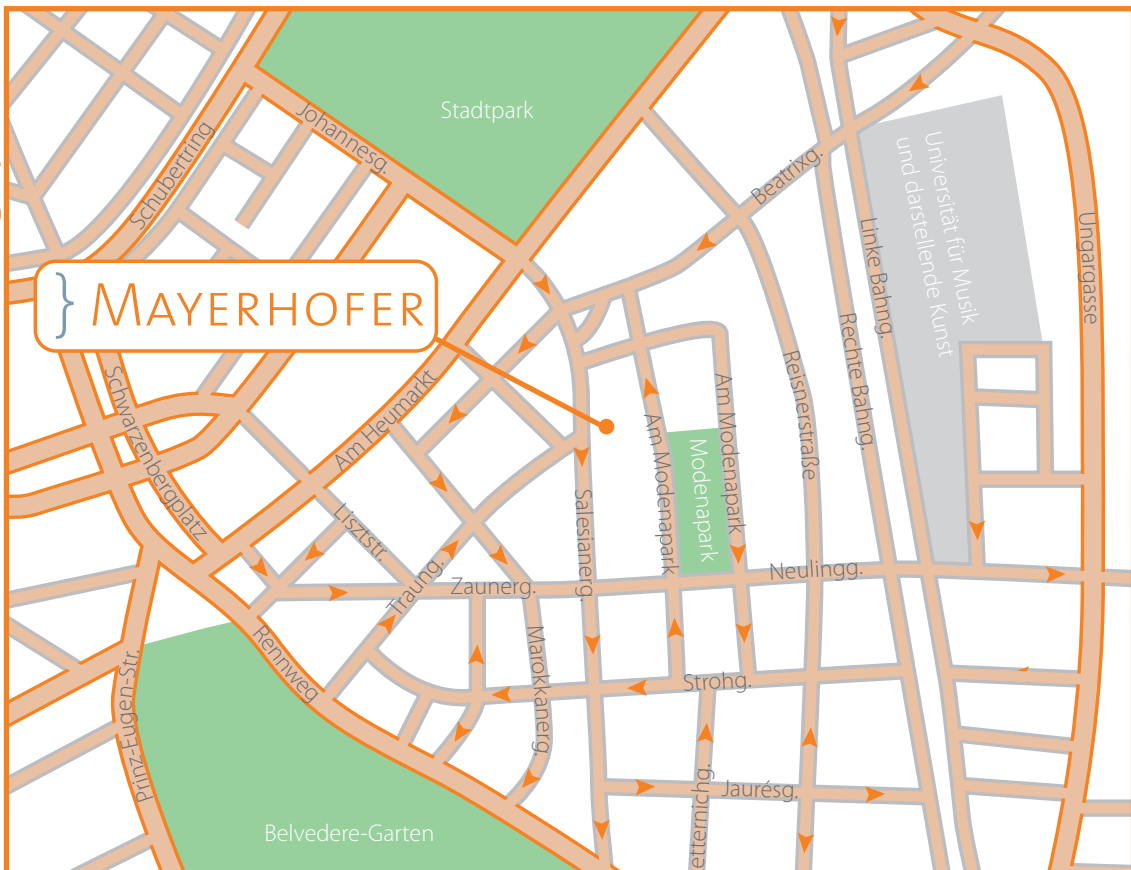 Stadtpark
Johannesg.
Schubertring
Beatrixg.
Universität für Musik
und darstellende Kunst
Ungargasse
Linke Bahng.
Rechte Bahng.
} MAYERHOFER
Schwarzenbergplatz
Am Heumarkt
Reisnerstraße
Am Modenapark
Am Modenapark
Modenapark
Salesianerg.
Lisztstr.
Traung.
Zaunerg.
Neulingg.
Rennweg
Marokkanerg.
Strohg.
Prinz-Eugen-Str.
Jaurésg.
etternichg.
Belvedere-Garten